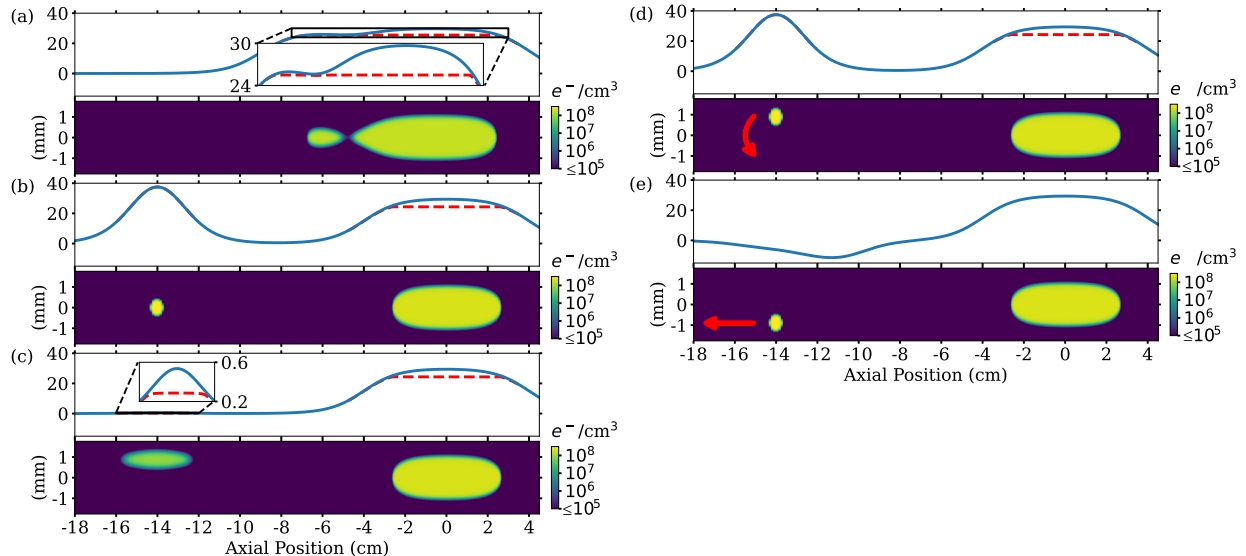 (a)
40
20
0
30
24
e⁻/cm³
1
0
-1
(mm)
10⁸
10⁷
10⁶
≤10⁵
(b)
40
20
0
e⁻/cm³
1
0
-1
(mm)
10⁸
10⁷
10⁶
≤10⁵
(c)
40
20
0
0.6
0.2
e⁻/cm³
1
0
-1
(mm)
10⁸
10⁷
10⁶
≤10⁵
-18 -16 -14 -12 -10 -8 -6 -4 -2 0 2 4
Axial Position (cm)
(d)
40
20
0
e /cm³
1
0
-1
(mm)
10⁸
10⁷
10⁶
≤10⁵
(e)
40
20
0
e /cm³
1
0
-1
(mm)
10⁸
10⁷
10⁶
≤10⁵
-18 -16 -14 -12 -10 -8 -6 -4 -2 0 2 4
Axial Position (cm)